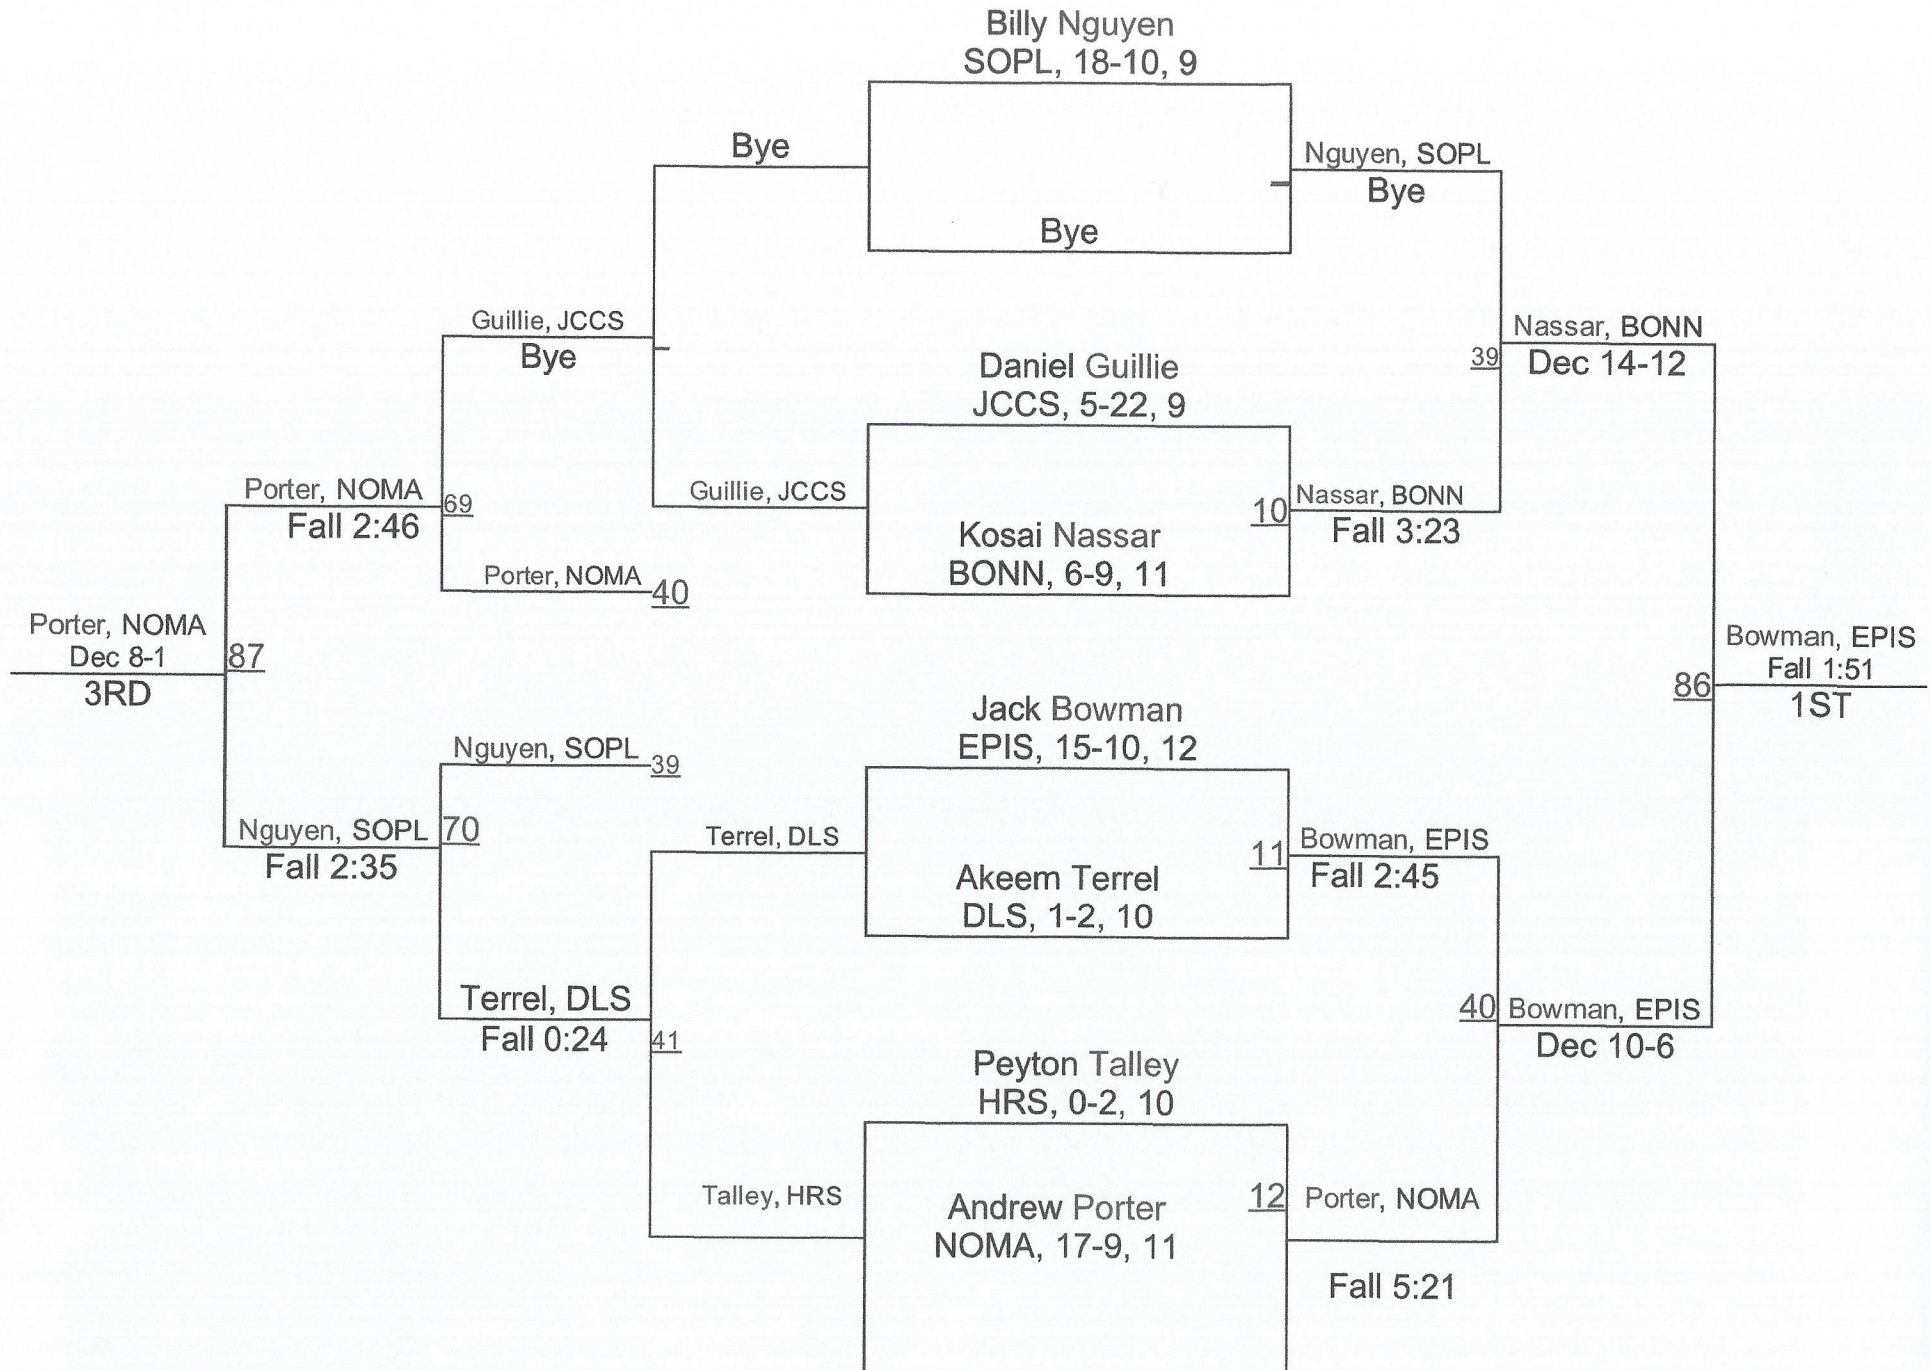 Billy Nguyen
SOPL, 18-10, 9
Bye
Nguyen, SOPL
Bye
Bye
Guillie, JCCS
Bye
Nassar, BONN
39
Dec 14-12
Daniel Guillie
JCCS, 5-22, 9
Porter, NOMA
69
Fall 2:46
Guillie, JCCS
10
Nassar, BONN
Fall 3:23
Kosai Nassar
BONN, 6-9, 11
Porter, NOMA
40
Porter, NOMA
Dec 8-1
87
3RD
Bowman, EPIS
Fall 1:51
86
1ST
Jack Bowman
EPIS, 15-10, 12
Nguyen, SOPL
39
Nguyen, SOPL
70
Fall 2:35
Terrel, DLS
11
Bowman, EPIS
Fall 2:45
Akeem Terrel
DLS, 1-2, 10
Terrel, DLS
Fall 0:24
41
40
Bowman, EPIS
Dec 10-6
Peyton Talley
HRS, 0-2, 10
Talley, HRS
12
Porter, NOMA
Andrew Porter
NOMA, 17-9, 11
Fall 5:21